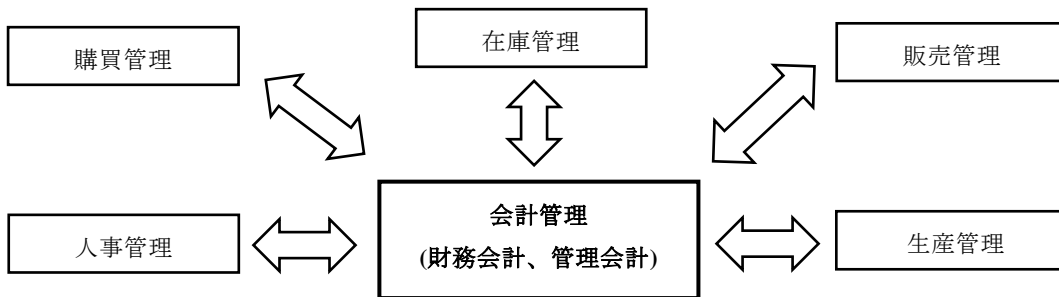 購買管理
在庫管理
販売管理
人事管理
会計管理
(財務会計、管理会計)
生産管理